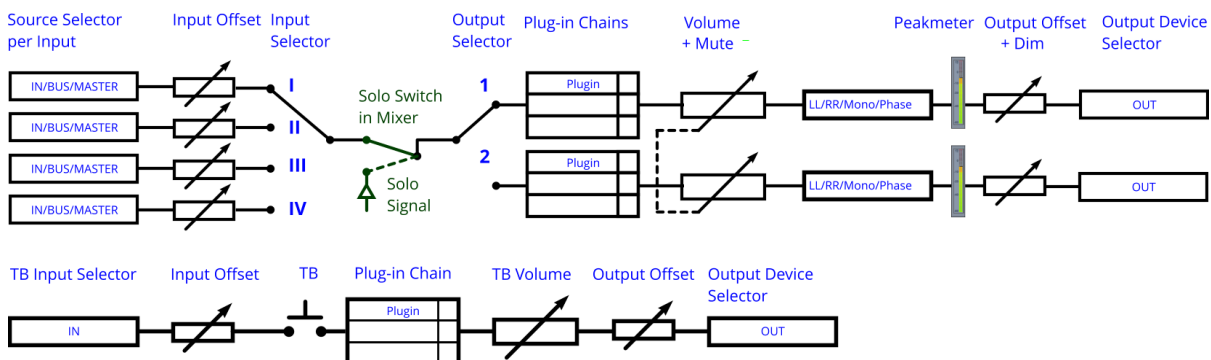 Source Selector
per Input
Input Offset
Input
Selector
Output
Selector
Plug-in Chains
Volume
+ Mute
Peakmeter
Output Offset
+ Dim
Output Device
Selector
IN/BUS/MASTER
I
1
Plugin
LL/RR/Mono/Phase
OUT
Solo Switch
in Mixer
IN/BUS/MASTER
II
IN/BUS/MASTER
III
2
Plugin
LL/RR/Mono/Phase
OUT
Solo
Signal
IN/BUS/MASTER
IV
TB Input Selector
Input Offset
TB
Plug-in Chain
TB Volume
Output Offset
Output Device
Selector
IN
Plugin
OUT